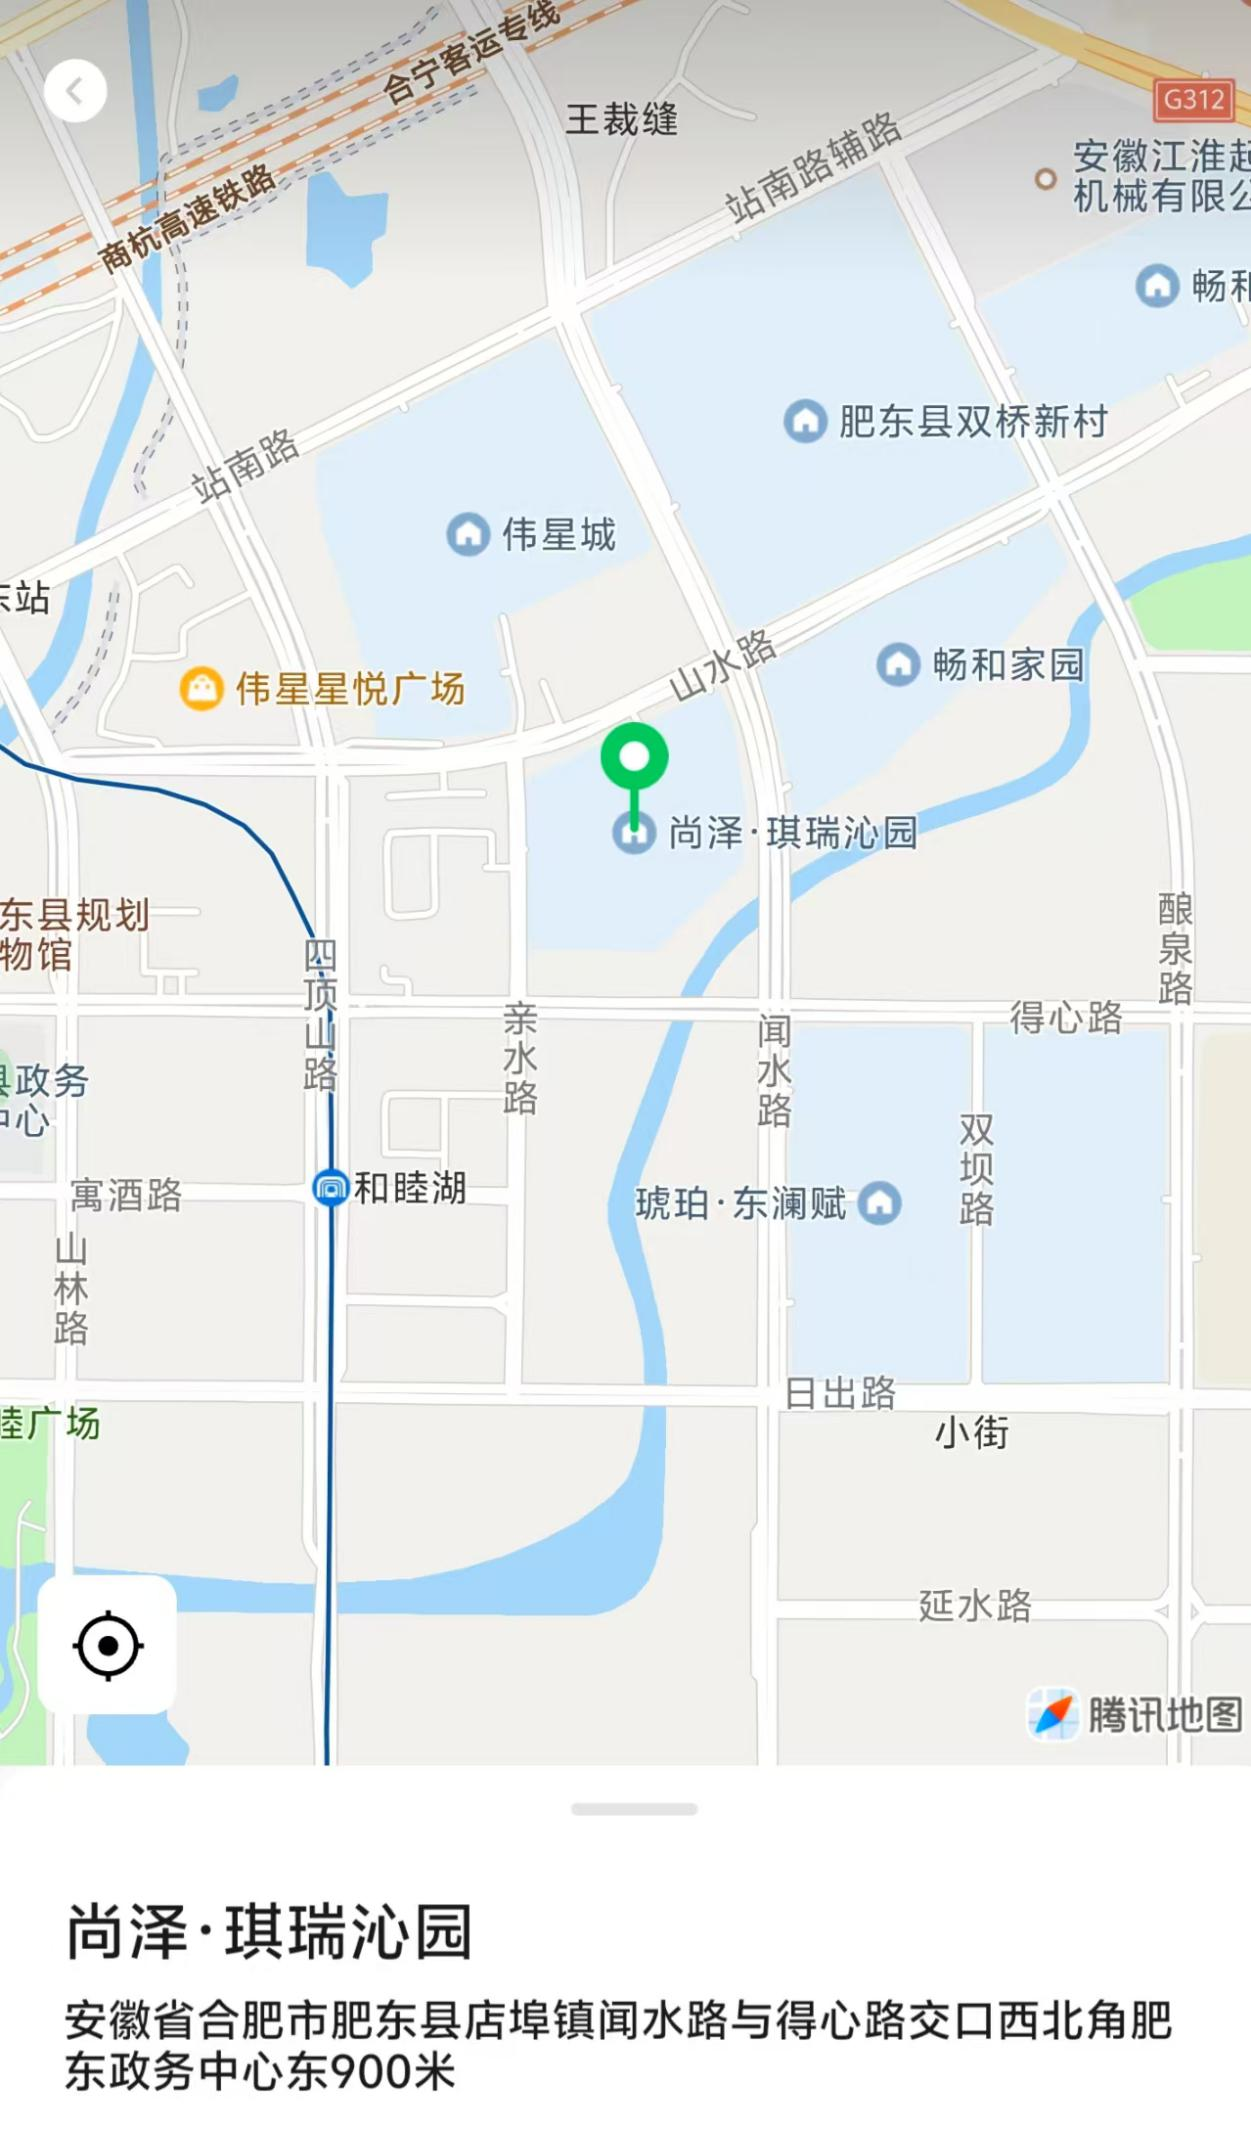 合宁客运专线
王裁缝
G312
站南路辅路
安徽江淮起
机械有限公
商杭高速铁路
畅和
肥东县双桥新村
站南路
伟星城
东站
山水路
畅和家园
伟星星悦广场
尚泽·琪瑞沁园
东县规划
物馆
四顶山路
酿泉路
亲水路
闻水路
得心路
县政务
中心
双坝路
寓酒路
和睦湖
琥珀·东澜赋
山林路
日出路
睦广场
小街
延水路
腾讯地图
尚泽·琪瑞沁园
安徽省合肥市肥东县店埠镇闻水路与得心路交口西北角肥
东政务中心东900米